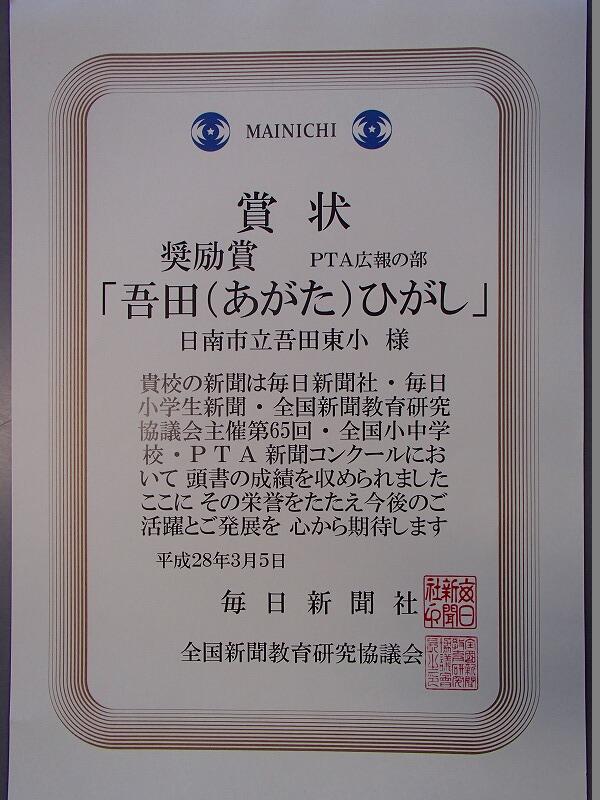 MAINICHI
賞状
奨励賞 PTA広報の部
「吾田(あがた)ひがし」
日南市立吾田東小 様
貴校の新聞は毎日新聞社・毎日
小学生新聞・全国新聞教育研究
協議会主催第65回・全国小中学
校・PTA新聞コンクールにお
いて 頭書の成績を収められました
ここに その栄誉をたたえ今後のご
活躍とご発展を 心から期待します
平成28年3月5日
毎日新聞社
全国新聞教育研究協議会